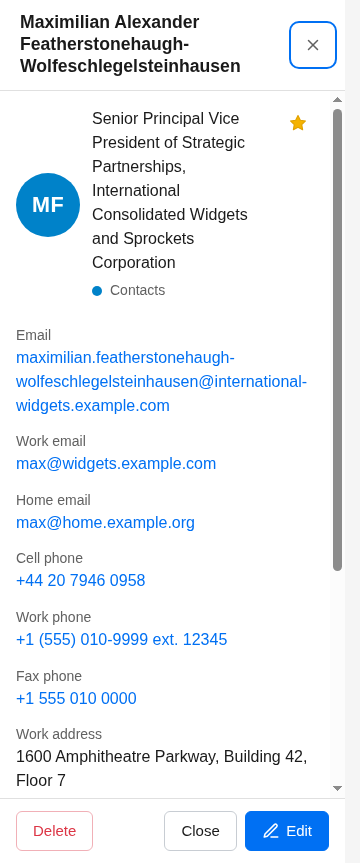 Maximilian Alexander
Featherstonehaugh-
Wolfeschlegelsteinhausen
Senior Principal Vice
President of Strategic
Partnerships,
International
Consolidated Widgets
and Sprockets
Corporation
MF
Contacts
Email
maximilian.featherstonehaugh-
wolfeschlegelsteinhausen@international-
widgets.example.com
Work email
max@widgets.example.com
Home email
max@home.example.org
Cell phone
+44 20 7946 0958
Work phone
+1 (555) 010-9999 ext. 12345
Fax phone
+1 555 010 0000
Work address
1600 Amphitheatre Parkway, Building 42,
Floor 7
Delete
Close
Edit